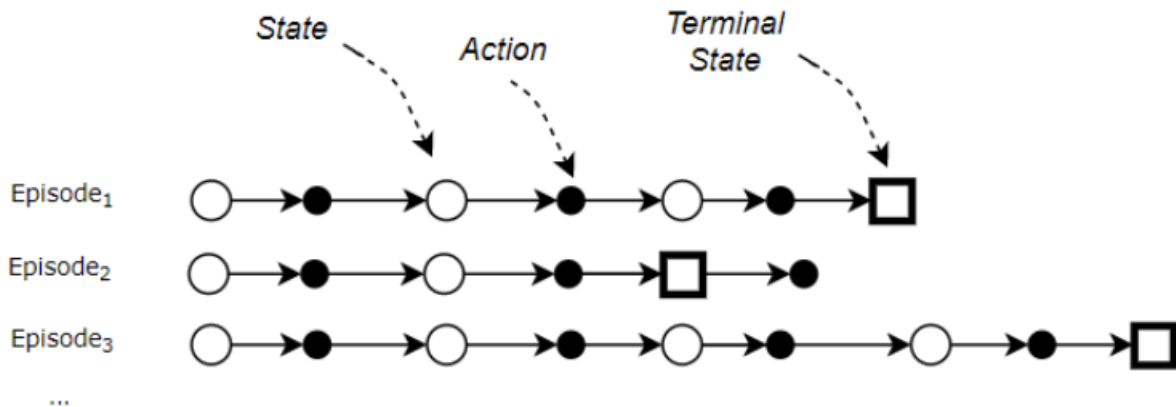 State
Action
Terminal
State
Episode₁
Episode₂
Episode₃
...